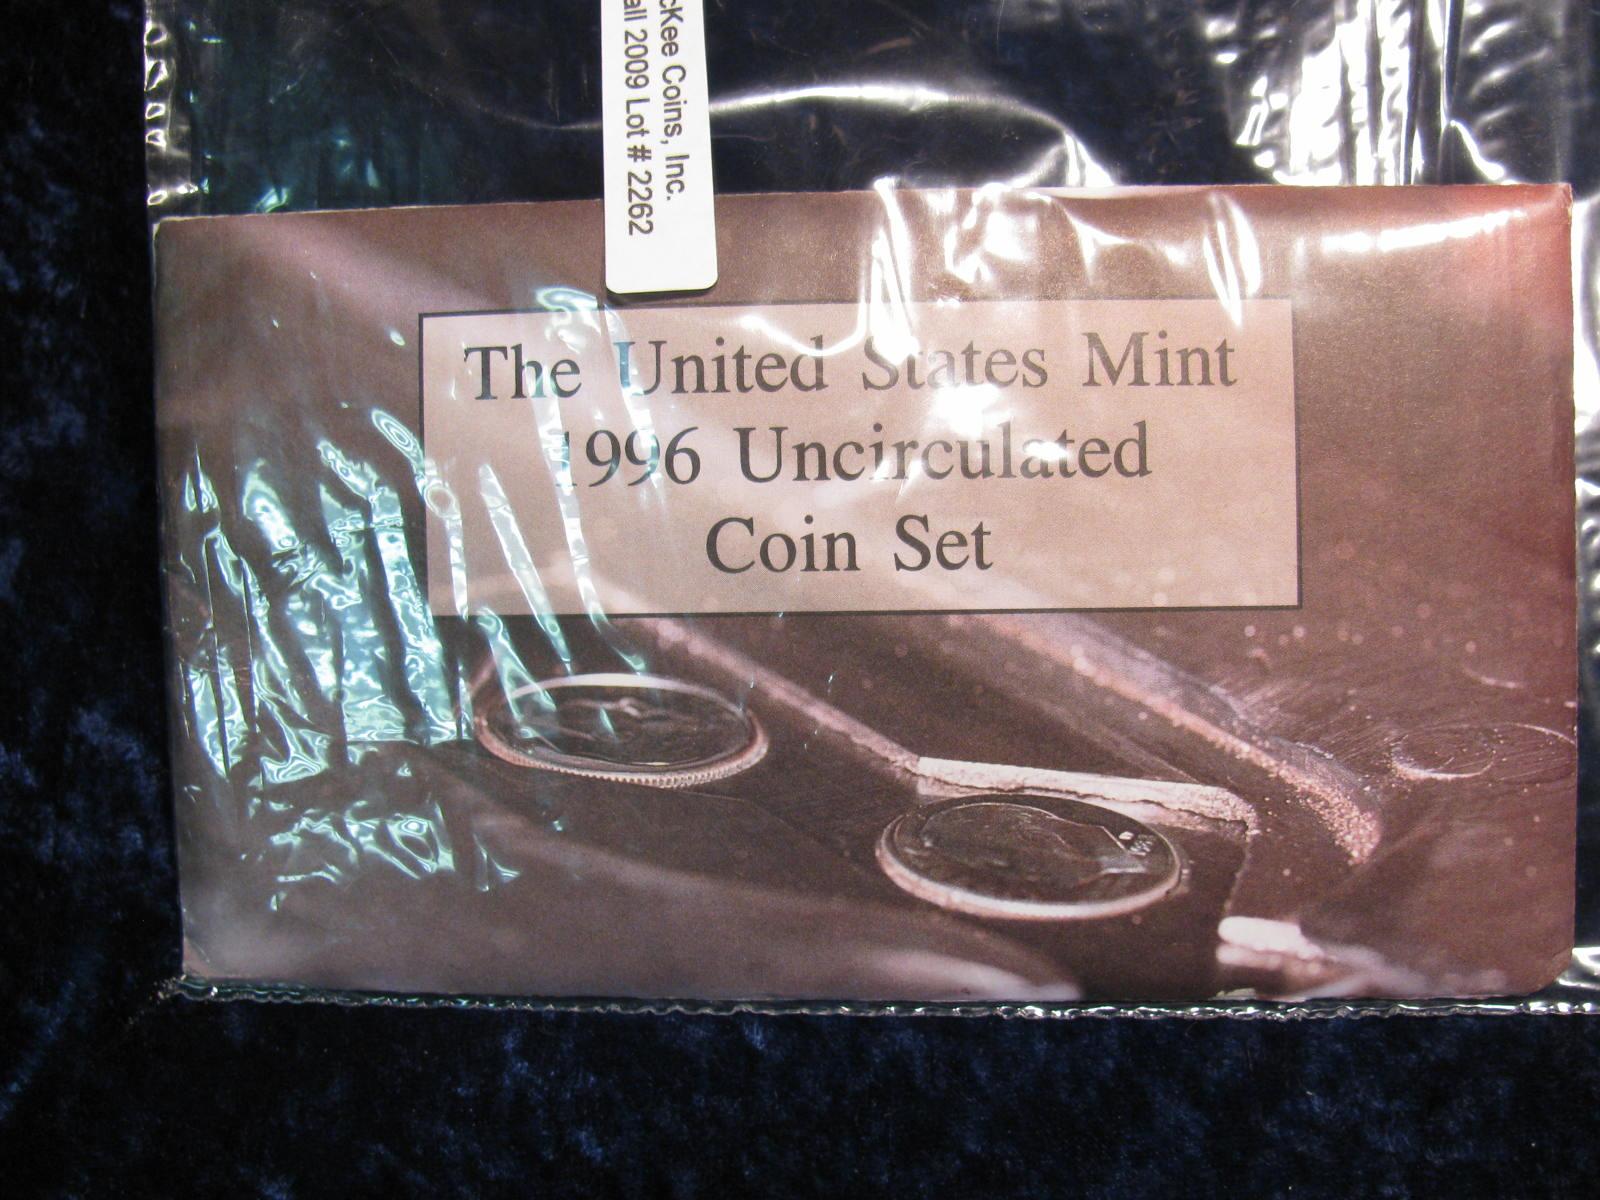 cKee Coins, Inc.
all 2009 Lot # 2262
The United States Mint
1996 Uncirculated
Coin Set